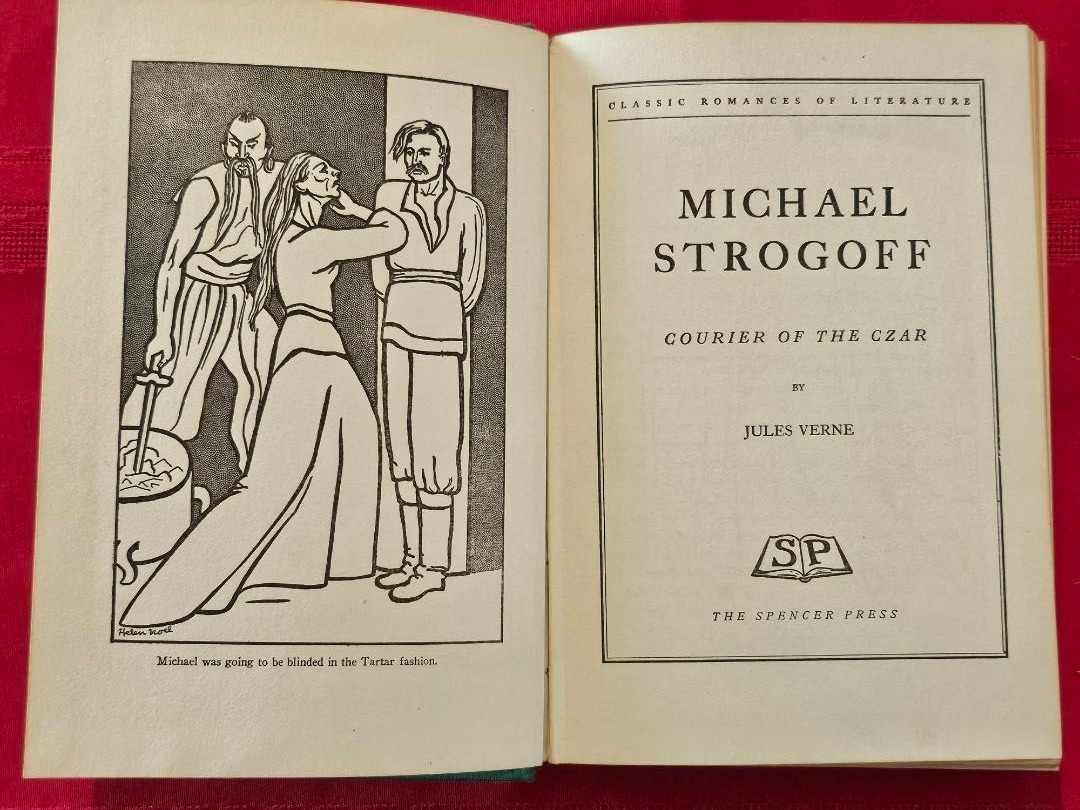 Helen Noël
Michael was going to be blinded in the Tartar fashion.
CLASSIC ROMANCES OF LITERATURE
MICHAEL
STROGOFF
COURIER OF THE CZAR
BY
JULES VERNE
SP
THE SPENCER PRESS